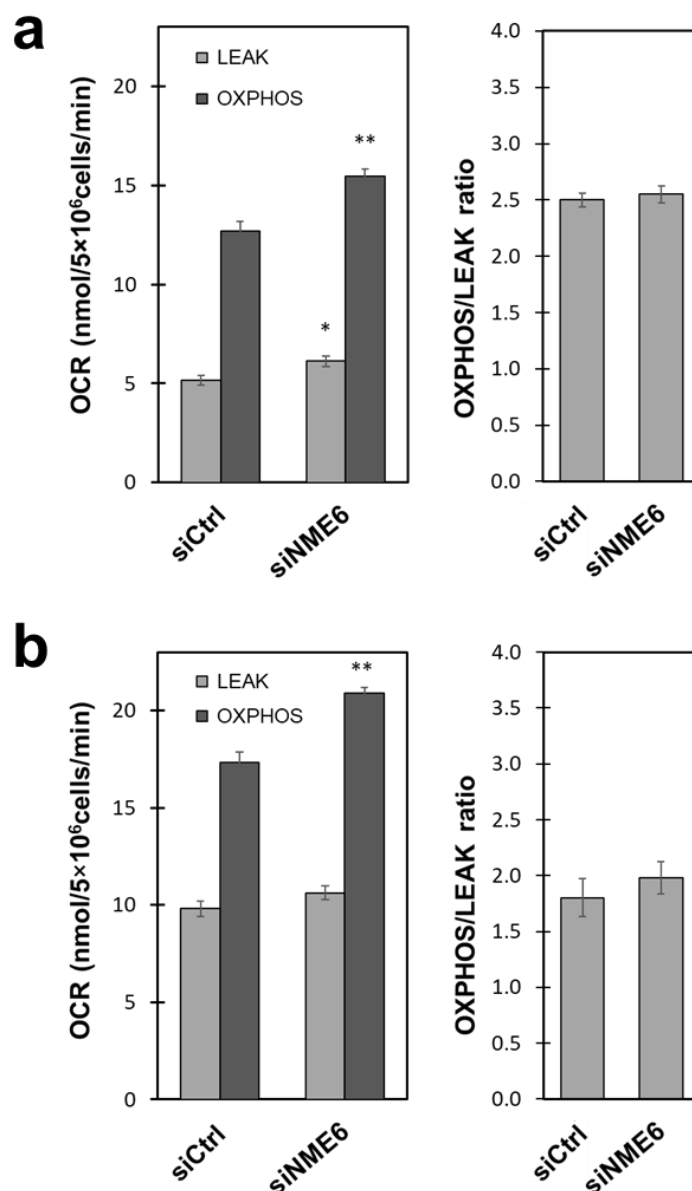 a
OCR (nmol/5×10⁶cells/min)
20
15
10
5
0
LEAK
OXPHOS
*
**
siCtrl
siNME6
OXPHOS/LEAK ratio
4.0
3.5
3.0
2.5
2.0
1.5
1.0
0.5
0.0
siCtrl
siNME6
b
OCR (nmol/5×10⁶cells/min)
20
15
10
5
0
LEAK
OXPHOS
**
siCtrl
siNME6
OXPHOS/LEAK ratio
4.0
3.5
3.0
2.5
2.0
1.5
1.0
0.5
0.0
siCtrl
siNME6